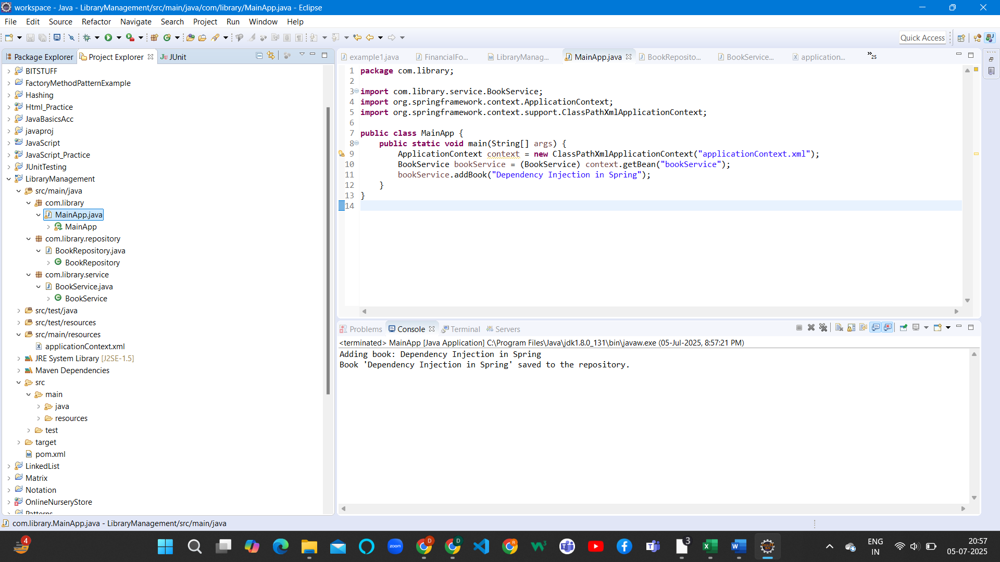 workspace - Java - LibraryManagement/src/main/java/com/library/MainApp.java - Eclipse
File Edit Source Refactor Navigate Search Project Run Window Help
Quick Access
Package Explorer Project Explorer JUnit
BITSTUFF
FactoryMethodPatternExample
Hashing
Html_Practice
JavaBasicsAcc
javaproj
JavaScript
JavaScript_Practice
JUnitTesting
LibraryManagement
src/main/java
com.library
MainApp.java
MainApp
com.library.repository
BookRepository.java
BookRepository
com.library.service
BookService.java
BookService
src/test/java
src/test/resources
src/main/resources
applicationContext.xml
JRE System Library [J2SE-1.5]
Maven Dependencies
src
main
java
resources
test
target
pom.xml
LinkedList
Matrix
Notation
OnlineNurseryStore
Patterns
example1.java FinancialFo... LibraryManag... MainApp.java BookReposito... BookService... application... »25
1 package com.library;
2
3 import com.library.service.BookService;
4 import org.springframework.context.ApplicationContext;
5 import org.springframework.context.support.ClassPathXmlApplicationContext;
6
7 public class MainApp {
8 public static void main(String[] args) {
9 ApplicationContext context = new ClassPathXmlApplicationContext("applicationContext.xml");
10 BookService bookService = (BookService) context.getBean("bookService");
11 bookService.addBook("Dependency Injection in Spring");
12 }
13 }
14
Problems Console Terminal Servers
<terminated> MainApp [Java Application] C:\Program Files\Java\jdk1.8.0_131\bin\javaw.exe (05-Jul-2025, 8:57:21 PM)
Adding book: Dependency Injection in Spring
Book 'Dependency Injection in Spring' saved to the repository.
com.library.MainApp.java - LibraryManagement/src/main/java
4
zoom
D
D
R
3
ENG
IN
20:57
05-07-2025